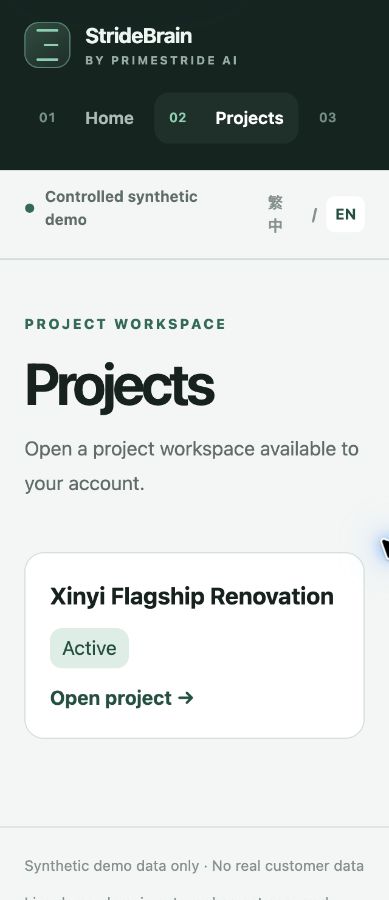 StrideBrain
BY PRIMESTRIDE AI
01 Home 02 Projects 03
Controlled synthetic
demo
繁
中
/ EN
PROJECT WORKSPACE
Projects
Open a project workspace available to
your account.
Xinyi Flagship Renovation
Active
Open project →
Synthetic demo data only · No real customer data